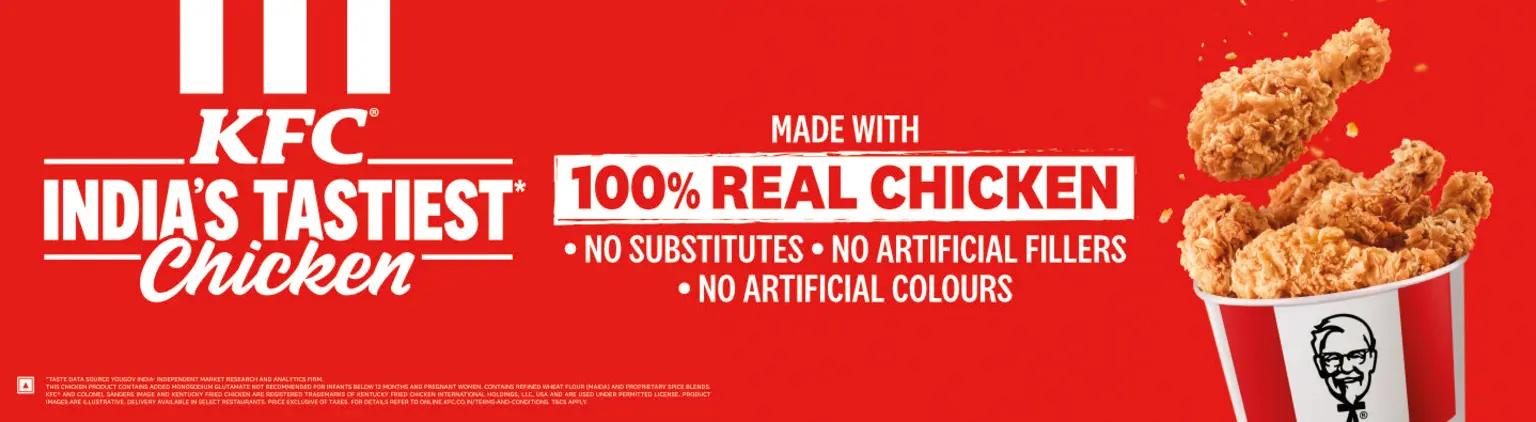 KFC®
INDIA'S TASTIEST*
Chicken
MADE WITH
100% REAL CHICKEN
• NO SUBSTITUTES • NO ARTIFICIAL FILLERS
• NO ARTIFICIAL COLOURS
*TASTE DATA SOURCE YOUGOV INDIA- INDEPENDENT MARKET RESEARCH AND ANALYTICS FIRM.
THIS CHICKEN PRODUCT CONTAINS ADDED MONOSODIUM GLUTAMATE NOT RECOMMENDED FOR INFANTS BELOW 12 MONTHS AND PREGNANT WOMEN. CONTAINS REFINED WHEAT FLOUR (MAIDA) AND PROPRIETARY SPICE BLENDS.
KFC® AND COLONEL SANDERS IMAGE AND KENTUCKY FRIED CHICKEN ARE REGISTERED TRADEMARKS OF KENTUCKY FRIED CHICKEN INTERNATIONAL HOLDINGS, LLC, USA AND ARE USED UNDER PERMITTED LICENSE. PRODUCT
IMAGES ARE ILLUSTRATIVE. DELIVERY AVAILABLE IN SELECT RESTAURANTS. PRICE EXCLUSIVE OF TAXES. FOR DETAILS REFER TO ONLINE.KFC.CO.IN/TERMS-AND-CONDITIONS. T&CS APPLY.
®